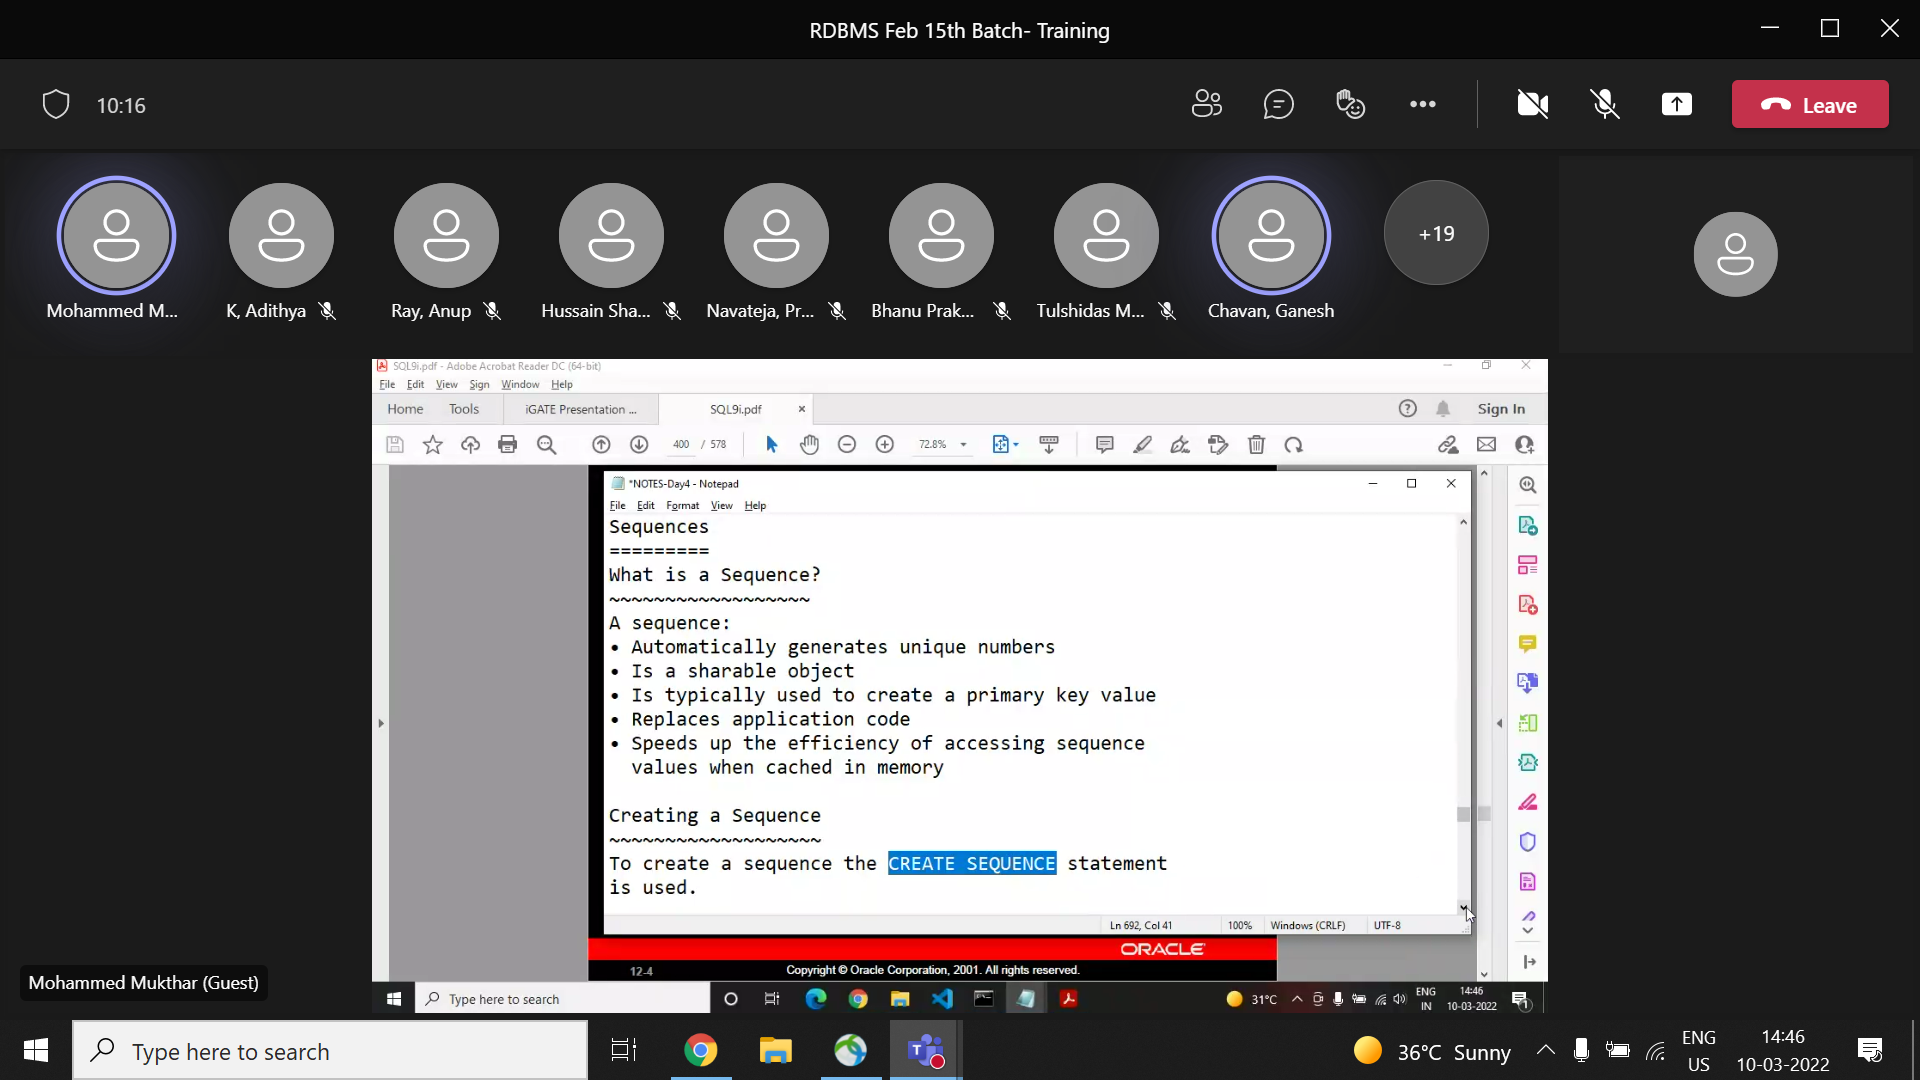 RDBMS Feb 15th Batch- Training
10:16
Leave
Mohammed M...
K, Adithya
Ray, Anup
Hussain Sha...
Navateja, Pr...
Bhanu Prak...
Tulshidas M...
Chavan, Ganesh
+19
SQL9i.pdf - Adobe Acrobat Reader DC (64-bit)
File Edit View Sign Window Help
Home Tools iGATE Presentation ... SQL9i.pdf × Sign In
400 / 578 72.8%
*NOTES-Day4 - Notepad
File Edit Format View Help
Sequences
=========
What is a Sequence?
~~~~~~~~~~~~~~~~~~
A sequence:
• Automatically generates unique numbers
• Is a sharable object
• Is typically used to create a primary key value
• Replaces application code
• Speeds up the efficiency of accessing sequence
values when cached in memory
Creating a Sequence
~~~~~~~~~~~~~~~~~~~
To create a sequence the CREATE SEQUENCE statement
is used.
Ln 692, Col 41 100% Windows (CRLF) UTF-8
ORACLE
12-4 Copyright © Oracle Corporation, 2001. All rights reserved.
Mohammed Mukthar (Guest)
Type here to search 31°C ENG IN 14:46 10-03-2022 1
Type here to search 36°C Sunny ENG US 14:46 10-03-2022